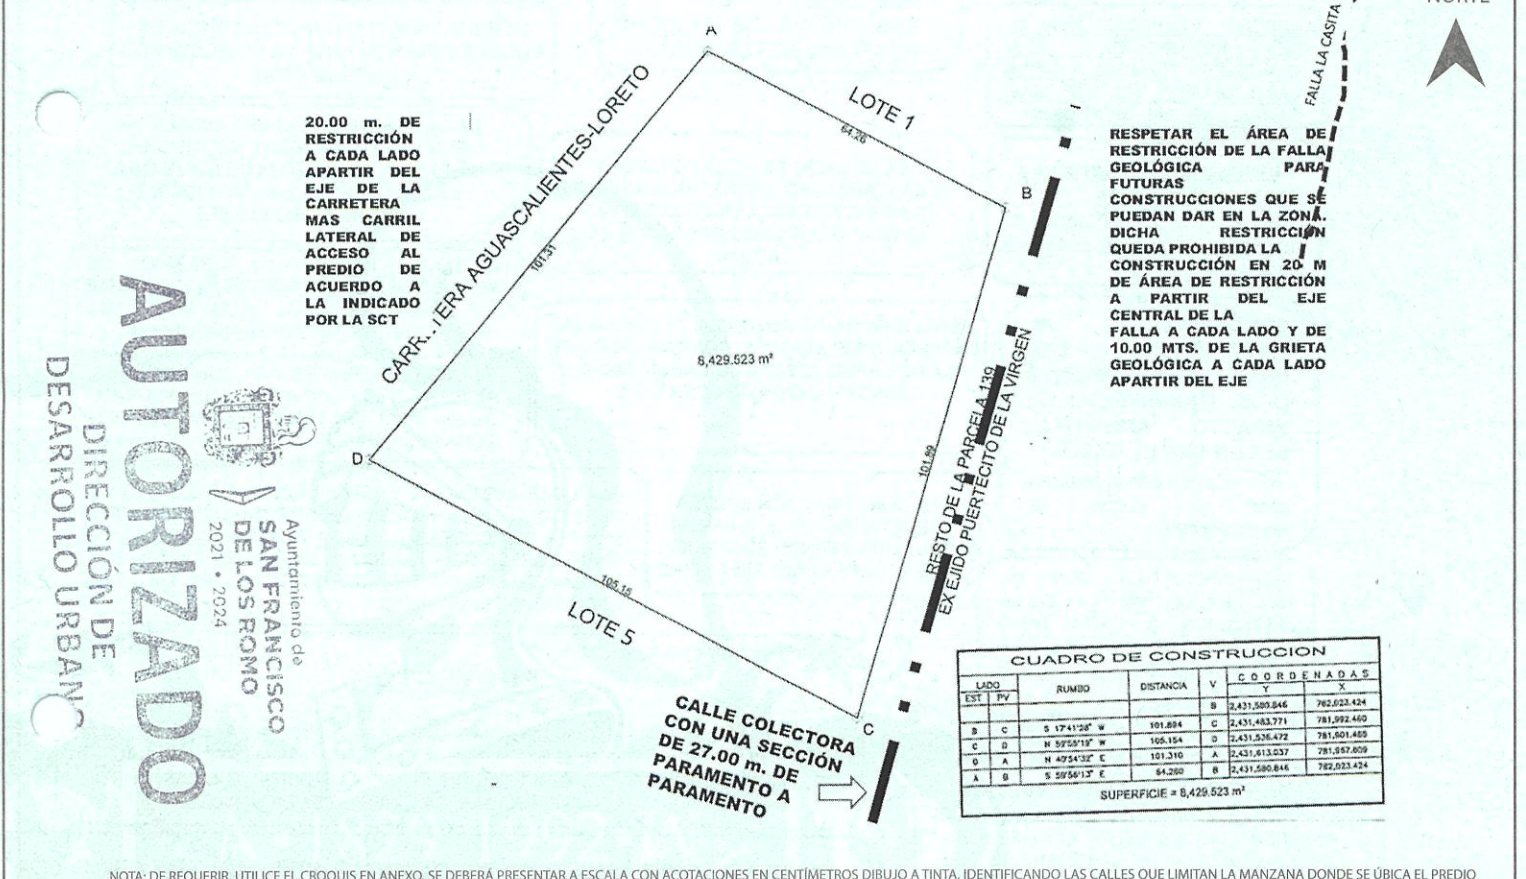 NORTE
A
LOTE 1
64.26
FALLA LA CASITA
20.00 m. DE
RESTRICCIÓN
A CADA LADO
APARTIR DEL
EJE DE LA
CARRETERA
MAS CARRIL
LATERAL DE
ACCESO AL
PREDIO DE
ACUERDO A
LA INDICADO
POR LA SCT
CARR...TERA AGUASCALIENTES-LORETO
101.31
B
RESPETAR EL ÁREA DE
RESTRICCIÓN DE LA FALLA
GEOLÓGICA PARA
FUTURAS
CONSTRUCCIONES QUE SE
PUEDAN DAR EN LA ZONA.
DICHA RESTRICCIÓN
QUEDA PROHIBIDA LA
CONSTRUCCIÓN EN 20 M
DE ÁREA DE RESTRICCIÓN
A PARTIR DEL EJE
CENTRAL DE LA
FALLA A CADA LADO Y DE
10.00 MTS. DE LA GRIETA
GEOLÓGICA A CADA LADO
APARTIR DEL EJE
8,429.523 m²
D
101.89
RESTO DE LA PARCELA 139
EX EJIDO PUERTECITO DE LA VIRGEN
105.15
LOTE 5
C
CALLE COLECTORA
CON UNA SECCIÓN
DE 27.00 m. DE
PARAMENTO A
PARAMENTO
Ayuntamiento de
SAN FRANCISCO
DE LOS ROMO
2021 • 2024
AUTORIZADO
DIRECCIÓN DE
DESARROLLO URBANO
CUADRO DE CONSTRUCCION
LADO RUMBO DISTANCIA V COORDENADAS
EST PV Y X
B 2,431,580.846 782,023.424
B C S 17°41'28" W 101.894 C 2,431,483.771 781,992.460
C D N 59°55'19" W 105.154 D 2,431,536.472 781,901.465
D A N 40°54'32" E 101.310 A 2,431,613.037 781,967.809
A B S 59°56'13" E 64.260 B 2,431,580.846 782,023.424
SUPERFICIE = 8,429.523 m²
NOTA: DE REQUERIR, UTILICE EL CROQUIS EN ANEXO, SE DEBERÁ PRESENTAR A ESCALA CON ACOTACIONES EN CENTÍMETROS DIBUJO A TINTA, IDENTIFICANDO LAS CALLES QUE LIMITAN LA MANZANA DONDE SE ÚBICA EL PREDIO